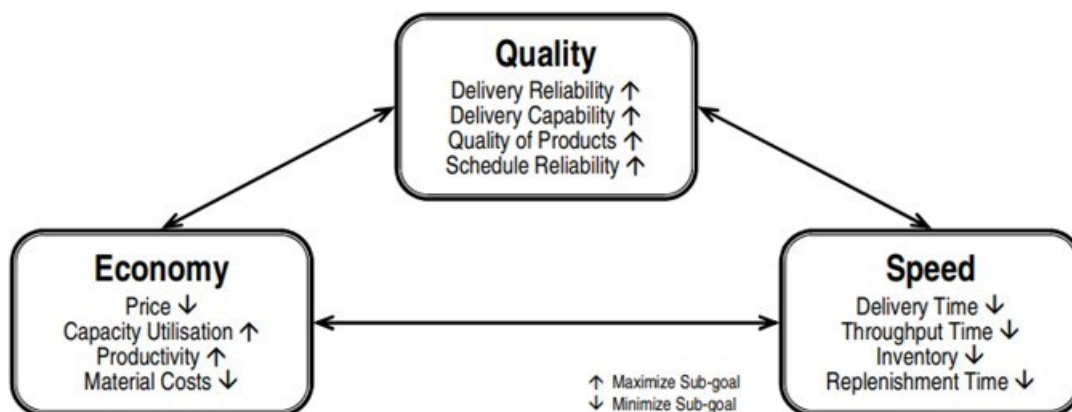 Quality
Delivery Reliability ↑
Delivery Capability ↑
Quality of Products ↑
Schedule Reliability ↑
Economy
Price ↓
Capacity Utilisation ↑
Productivity ↑
Material Costs ↓
Speed
Delivery Time ↓
Throughput Time ↓
Inventory ↓
Replenishment Time ↓
↑ Maximize Sub-goal
↓ Minimize Sub-goal